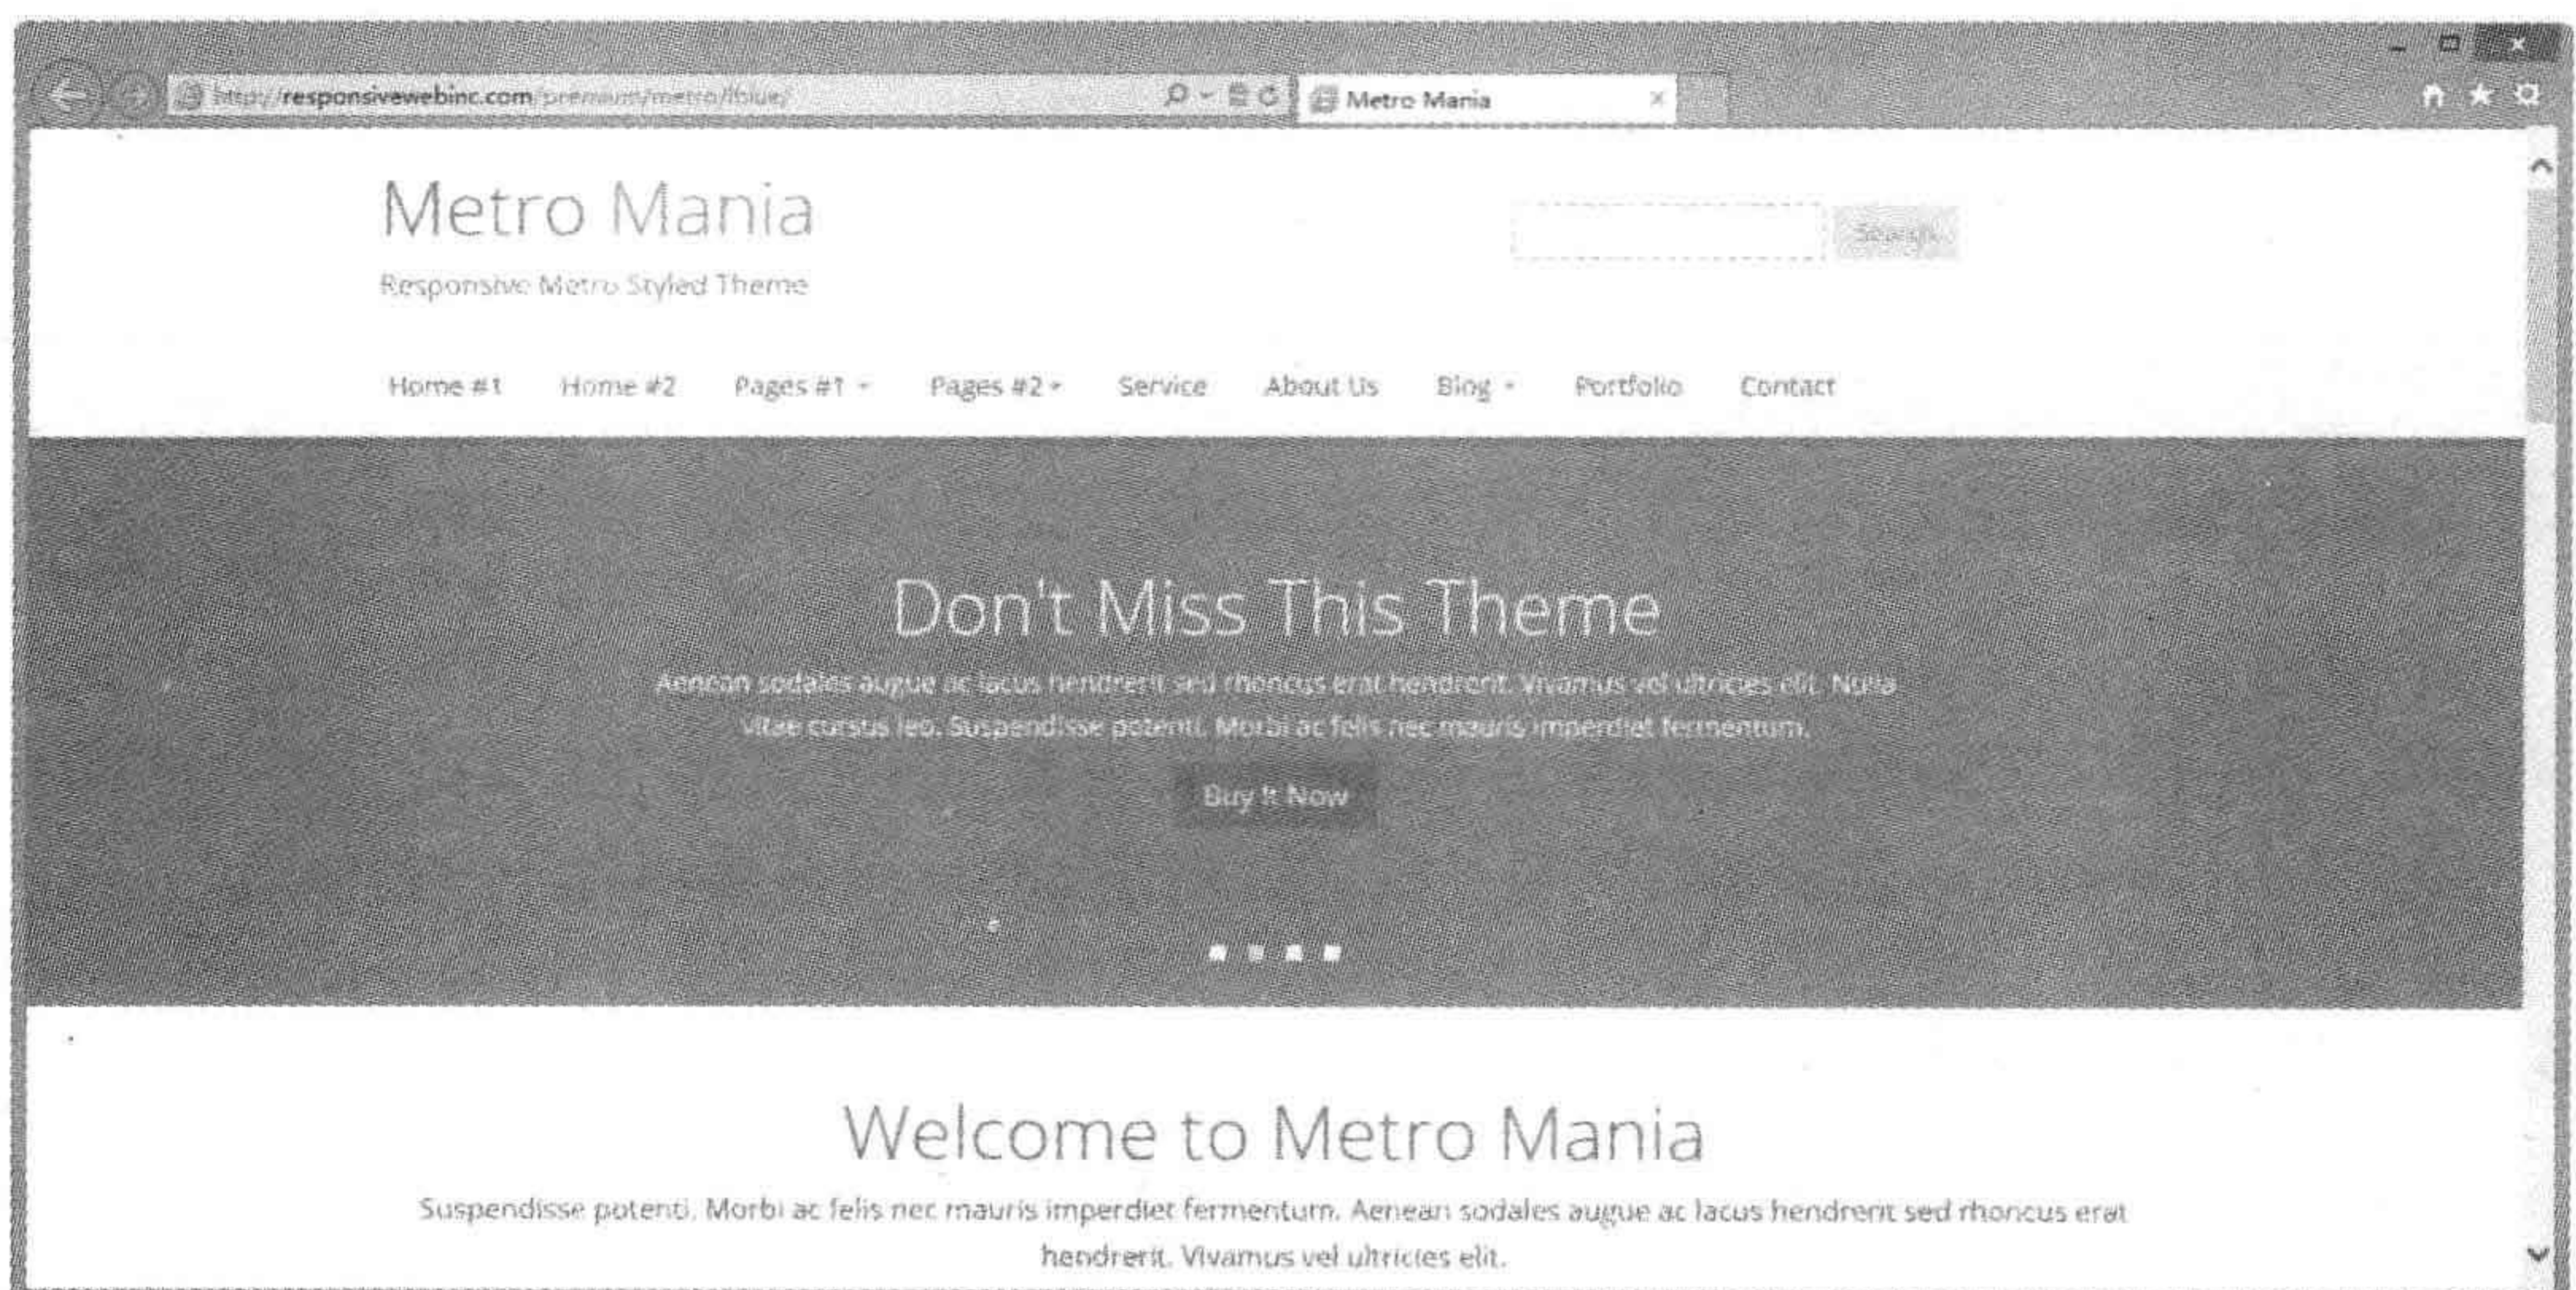 http://responsivewebinc.com/premium/metro/lblue/
Metro Mania
Metro Mania
Search
Responsive Metro Styled Theme
Home #1 Home #2 Pages #1 Pages #2 Service About Us Blog Portfolio Contact
Don't Miss This Theme
Aenean sodales augue ac lacus hendrerit sed rhoncus erat hendrerit. Vivamus vel ultricies elit. Nulla
vitae cursus leo. Suspendisse potenti. Morbi ac felis nec mauris imperdiet fermentum.
Buy It Now
Welcome to Metro Mania
Suspendisse potenti. Morbi ac felis nec mauris imperdiet fermentum. Aenean sodales augue ac lacus hendrerit sed rhoncus erat
hendrerit. Vivamus vel ultricies elit.